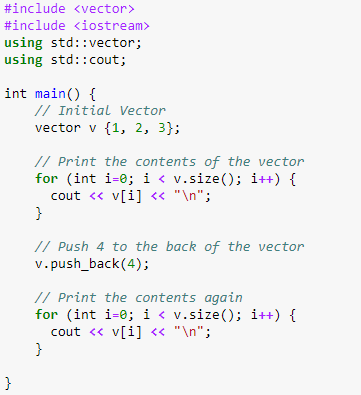 #include <vector>
#include <iostream>
using std::vector;
using std::cout;

int main() {
    // Initial Vector
    vector v {1, 2, 3};

    // Print the contents of the vector
    for (int i=0; i < v.size(); i++) {
      cout << v[i] << "\n";
    }

    // Push 4 to the back of the vector
    v.push_back(4);

    // Print the contents again
    for (int i=0; i < v.size(); i++) {
      cout << v[i] << "\n";
    }

}